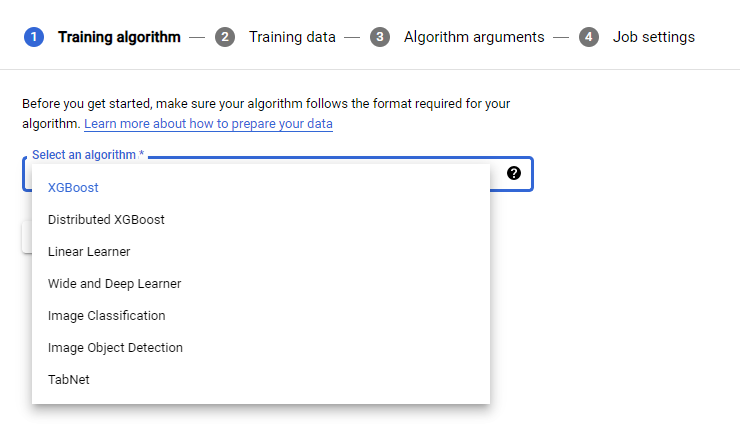 1 Training algorithm — 2 Training data — 3 Algorithm arguments — 4 Job settings
Before you get started, make sure your algorithm follows the format required for your
algorithm. Learn more about how to prepare your data
Select an algorithm *
?
XGBoost
Distributed XGBoost
Linear Learner
Wide and Deep Learner
Image Classification
Image Object Detection
TabNet